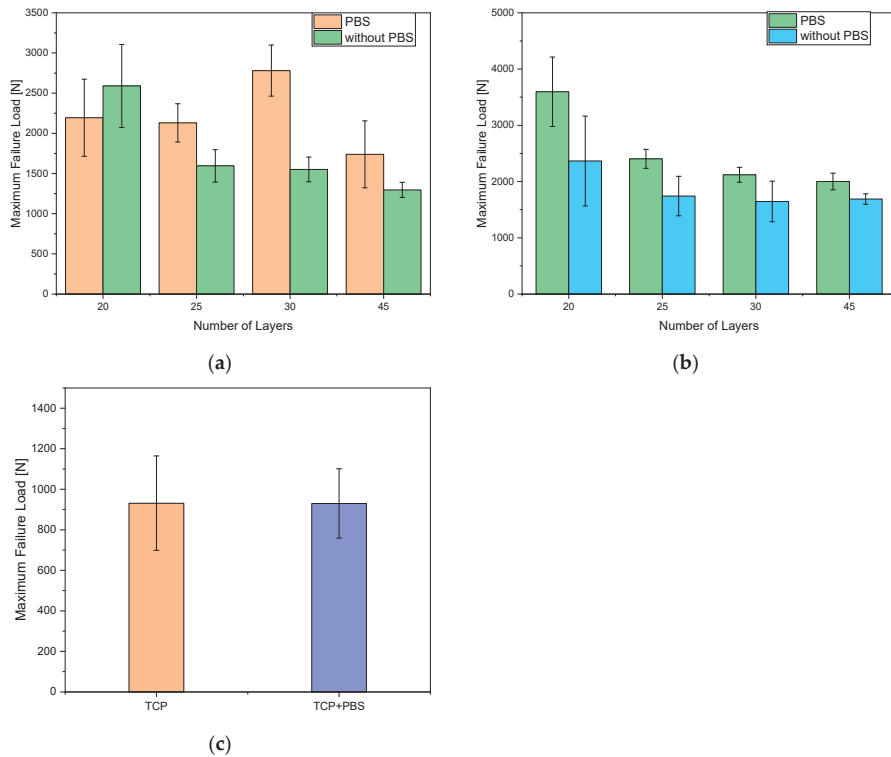 3500
3000
2500
2000
1500
1000
500
0
Maximum Failure Load [N]
PBS
without PBS
20
25
30
45
Number of Layers
(a)
5000
4000
3000
2000
1000
0
Maximum Failure Load [N]
PBS
without PBS
20
25
30
45
Number of Layers
(b)
1400
1200
1000
800
600
400
200
0
Maximum Failure Load [N]
TCP
TCP+PBS
(c)